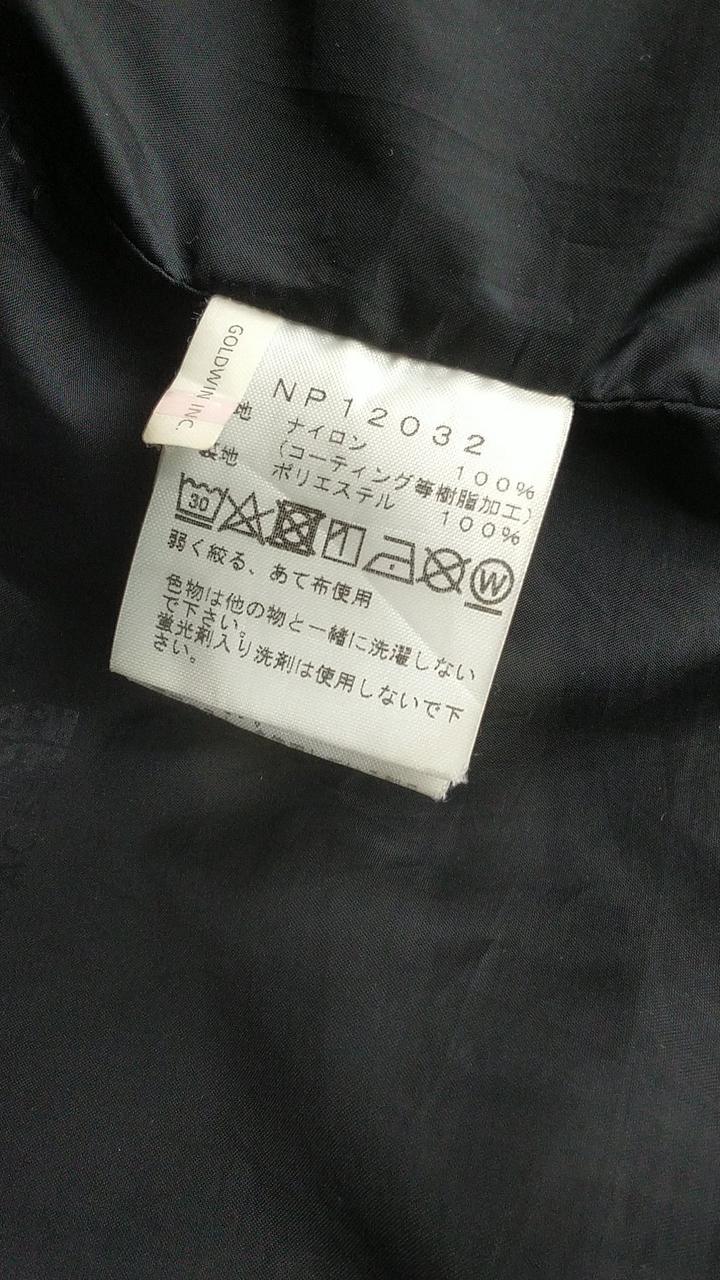 GOLDWIN INC.
NP12032
地 ナイロン 100%
(コーティング等樹脂加工)
裏地 ポリエステル 100%
30 W
弱く絞る、あて布使用
色物は他の物と一緒に洗濯しない
で下さい。
蛍光剤入り洗剤は使用しないで下
さい。